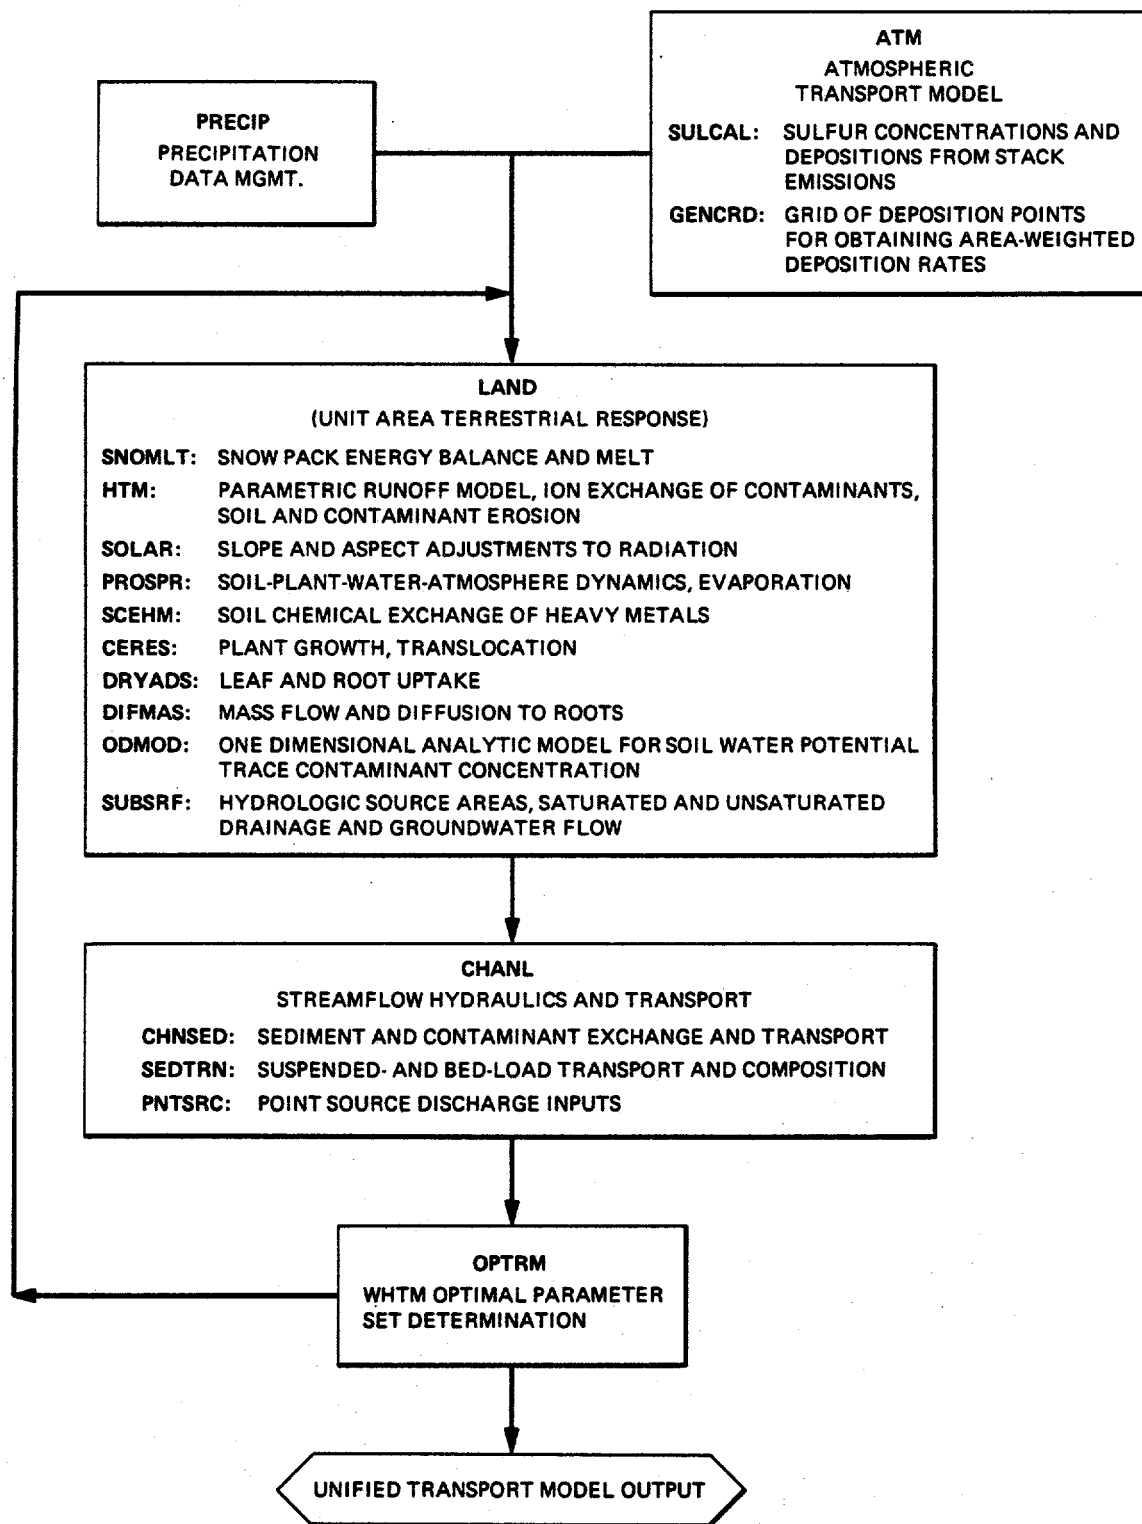 PRECIP
PRECIPITATION
DATA MGMT.
ATM
ATMOSPHERIC
TRANSPORT MODEL
SULCAL: SULFUR CONCENTRATIONS AND
DEPOSITIONS FROM STACK
EMISSIONS
GENCRD: GRID OF DEPOSITION POINTS
FOR OBTAINING AREA-WEIGHTED
DEPOSITION RATES
LAND
(UNIT AREA TERRESTRIAL RESPONSE)
SNOMLT: SNOW PACK ENERGY BALANCE AND MELT
HTM: PARAMETRIC RUNOFF MODEL, ION EXCHANGE OF CONTAMINANTS,
SOIL AND CONTAMINANT EROSION
SOLAR: SLOPE AND ASPECT ADJUSTMENTS TO RADIATION
PROSPR: SOIL-PLANT-WATER-ATMOSPHERE DYNAMICS, EVAPORATION
SCEHM: SOIL CHEMICAL EXCHANGE OF HEAVY METALS
CERES: PLANT GROWTH, TRANSLOCATION
DRYADS: LEAF AND ROOT UPTAKE
DIFMAS: MASS FLOW AND DIFFUSION TO ROOTS
ODMOD: ONE DIMENSIONAL ANALYTIC MODEL FOR SOIL WATER POTENTIAL
TRACE CONTAMINANT CONCENTRATION
SUBSRF: HYDROLOGIC SOURCE AREAS, SATURATED AND UNSATURATED
DRAINAGE AND GROUNDWATER FLOW
CHANL
STREAMFLOW HYDRAULICS AND TRANSPORT
CHNSED: SEDIMENT AND CONTAMINANT EXCHANGE AND TRANSPORT
SEDTRN: SUSPENDED- AND BED-LOAD TRANSPORT AND COMPOSITION
PNTSRC: POINT SOURCE DISCHARGE INPUTS
OPTRM
WHTM OPTIMAL PARAMETER
SET DETERMINATION
UNIFIED TRANSPORT MODEL OUTPUT